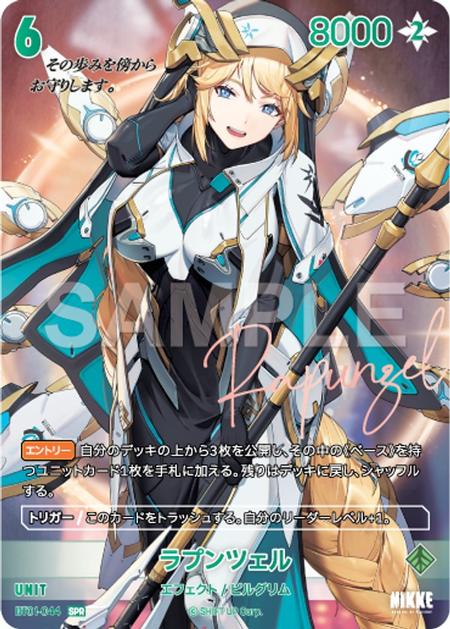 6
8000
2
その歩みを傍から
お守りします。
SAMPLE
Rapunzel
エントリー 自分のデッキの上から3枚を公開し、その中の《ベース》を持
つユニットカード1枚を手札に加える。残りはデッキに戻し、シャッフル
する。
トリガー / このカードをトラッシュする。自分のリーダーレベル+1。
ラプンツェル
UNIT
エフェクト / ピルグリム
BT01-044 SPR
© SHIFT UP Corp.
NIKKE